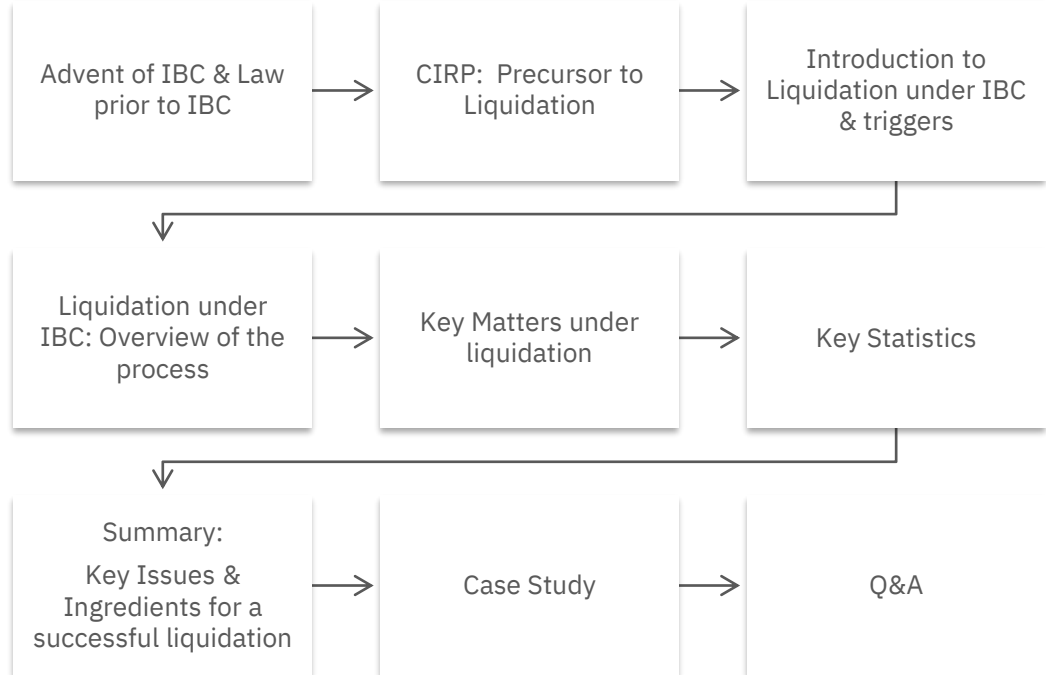 Advent of IBC & Law
prior to IBC
CIRP: Precursor to
Liquidation
Introduction to
Liquidation under IBC
& triggers
Liquidation under
IBC: Overview of the
process
Key Matters under
liquidation
Key Statistics
Summary:
Key Issues &
Ingredients for a
successful liquidation
Case Study
Q&A